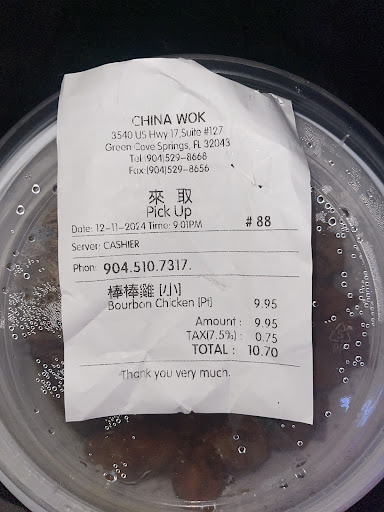 CHINA WOK
3540 US Hwy 17,Suite #127
Green Cove Springs, FL 32043
Tel:(904)529-8668
Fax:(904)529-8656
來 取
Pick Up
Date: 12-11-2024 Time: 9:01PM # 88
Server: CASHIER
Phon: 904.510.7317.
棒棒雞 [小]
Bourbon Chicken [Pt] 9.95
Amount : 9.95
TAX(7.5%) : 0.75
TOTAL : 10.70
Thank you very much.